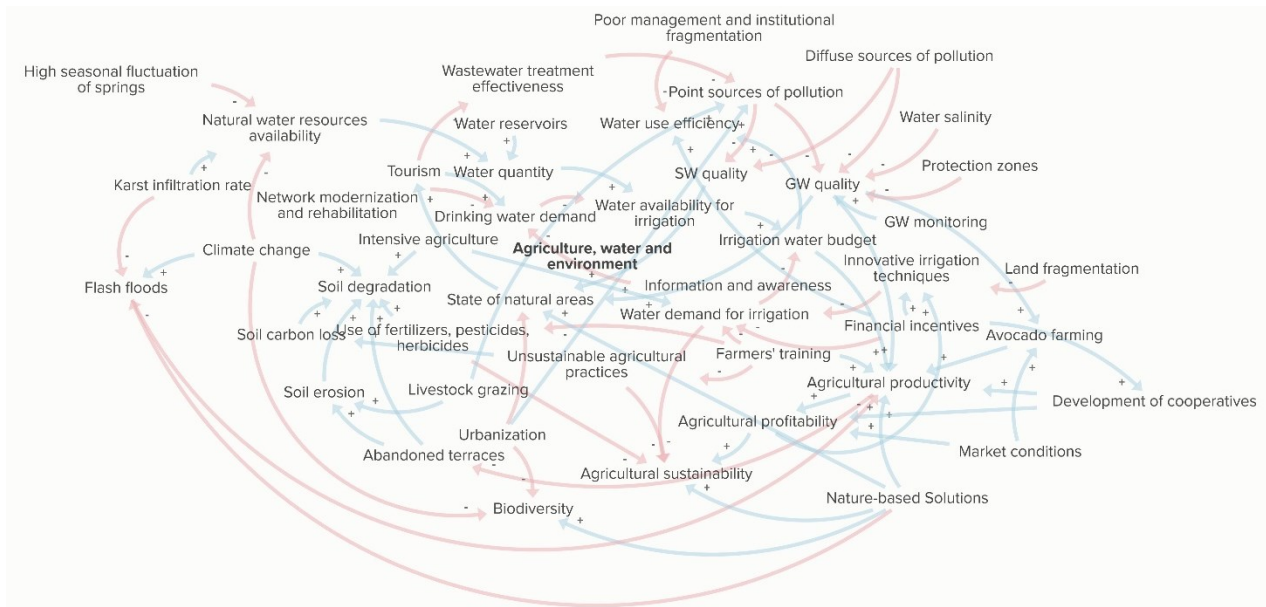 Poor management and institutional
fragmentation
Diffuse sources of pollution
High seasonal fluctuation
of springs
Wastewater treatment
effectiveness
Point sources of pollution
Natural water resources
availability
Water reservoirs
Water use efficiency
Water salinity
Protection zones
Tourism
Water quantity
SW quality
GW quality
Karst infiltration rate
Network modernization
and rehabilitation
Drinking water demand
Water availability for
irrigation
GW monitoring
Climate change
Intensive agriculture
Agriculture, water and
environment
Irrigation water budget
Innovative irrigation
techniques
Land fragmentation
Flash floods
Soil degradation
State of natural areas
Information and awareness
Water demand for irrigation
Financial incentives
Avocado farming
Soil carbon loss
Use of fertilizers, pesticides,
herbicides
Unsustainable agricultural
practices
Farmers' training
Agricultural productivity
Soil erosion
Livestock grazing
Development of cooperatives
Agricultural profitability
Urbanization
Abandoned terraces
Market conditions
Agricultural sustainability
Nature-based Solutions
Biodiversity